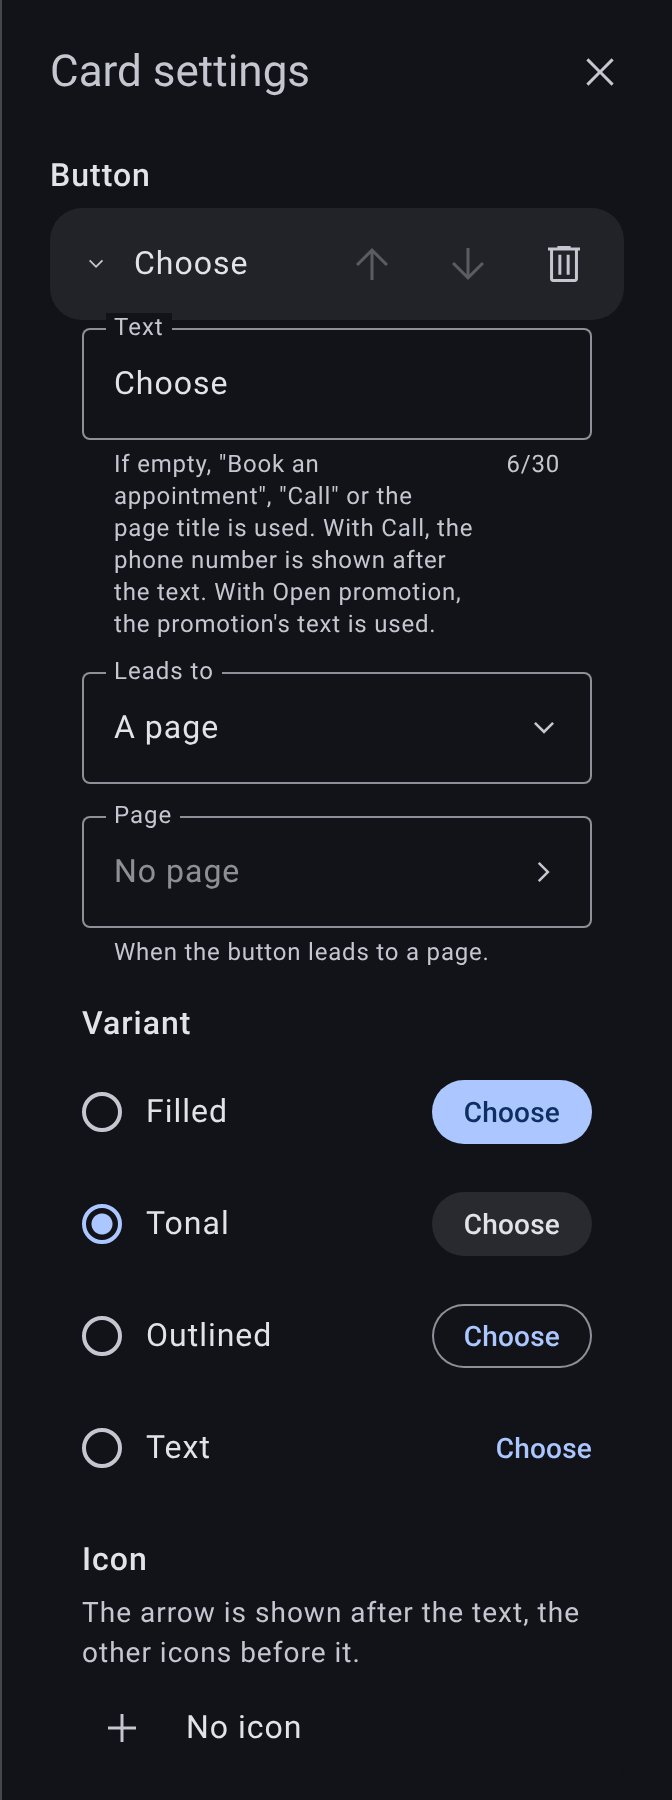 Card settings
Button
Choose
Text
Choose
If empty, "Book an
6/30
appointment", "Call" or the
page title is used. With Call, the
phone number is shown after
the text. With Open promotion,
the promotion's text is used.
Leads to
A page
Page
No page
When the button leads to a page.
Variant
Filled
Choose
Tonal
Choose
Outlined
Choose
Text
Choose
Icon
The arrow is shown after the text, the
other icons before it.
No icon